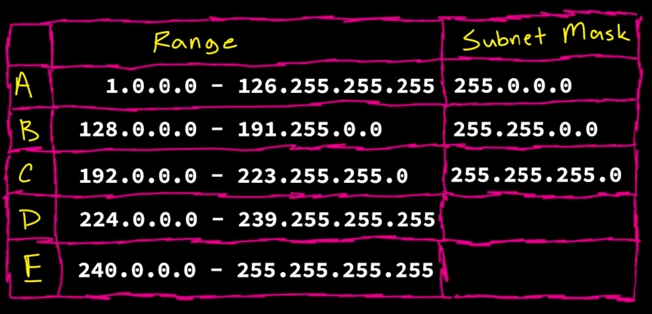 Range Subnet Mask
A 1.0.0.0 - 126.255.255.255 255.0.0.0
B 128.0.0.0 - 191.255.0.0 255.255.0.0
C 192.0.0.0 - 223.255.255.0 255.255.255.0
D 224.0.0.0 - 239.255.255.255
E 240.0.0.0 - 255.255.255.255